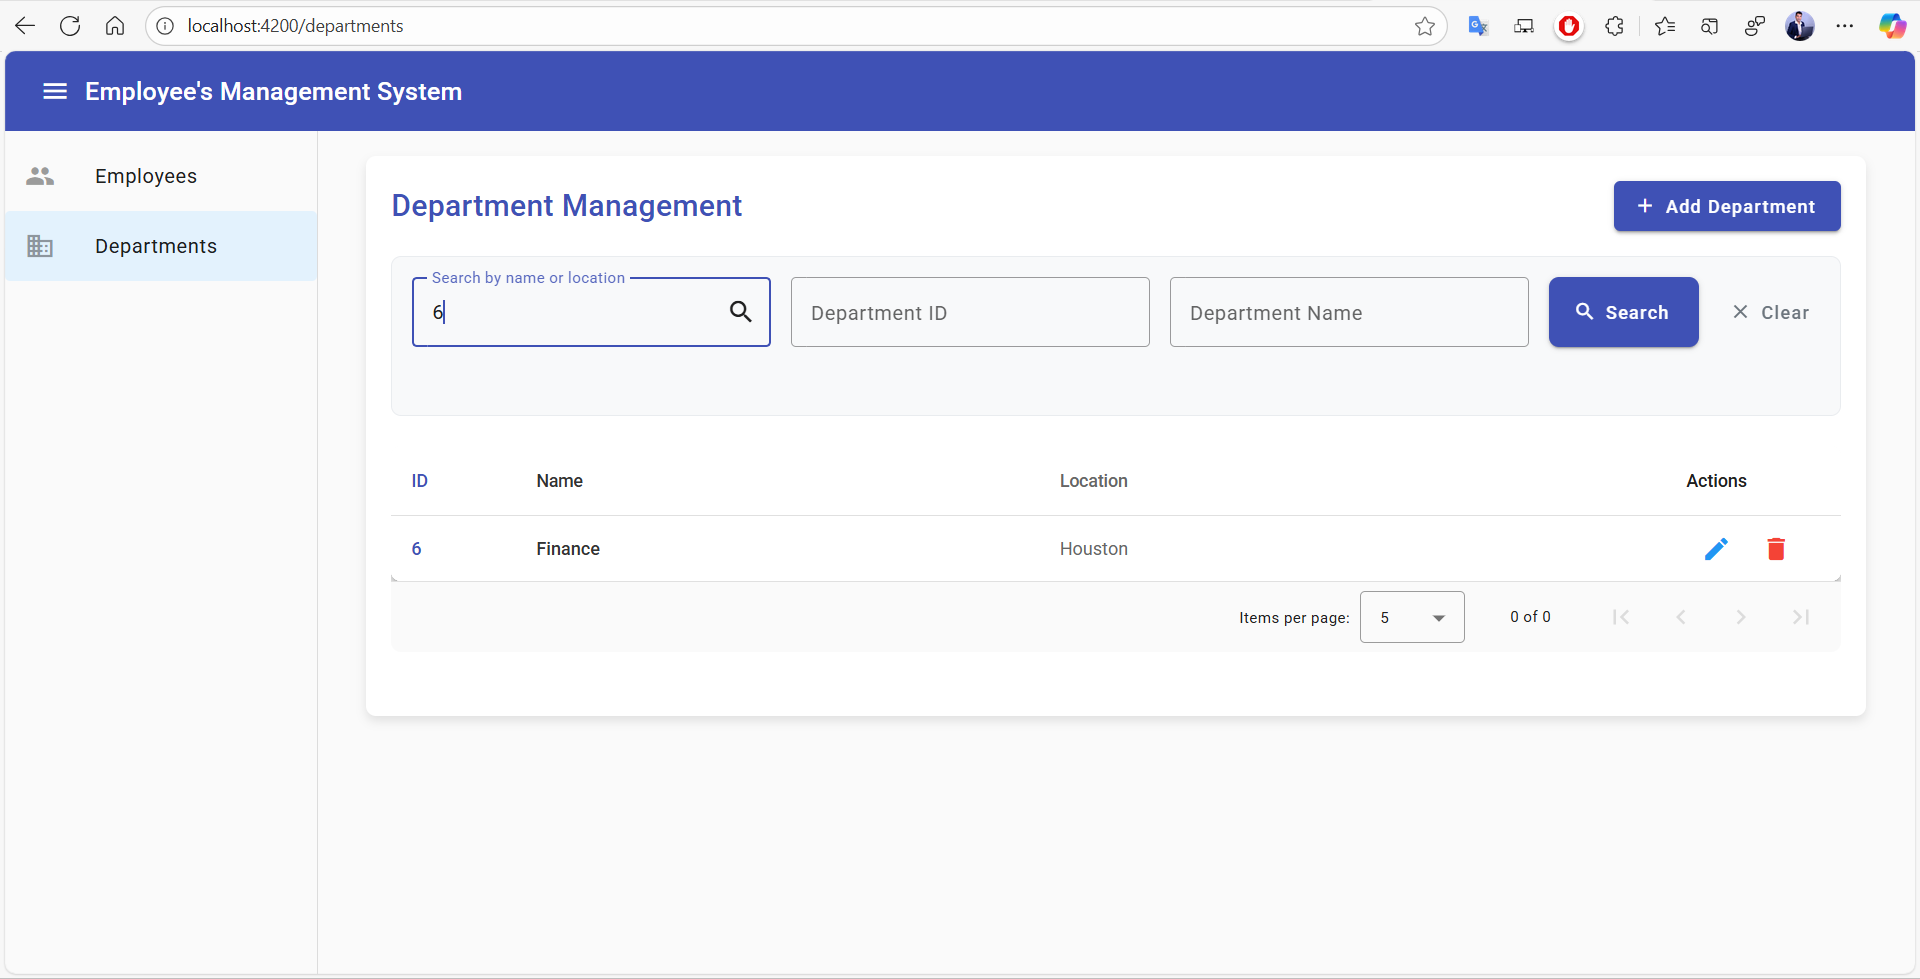 localhost:4200/departments
Employee's Management System
Employees
Departments
Department Management
+ Add Department
Search by name or location
6
Department ID
Department Name
Search
Clear
ID Name Location Actions
6 Finance Houston
Items per page: 5 0 of 0